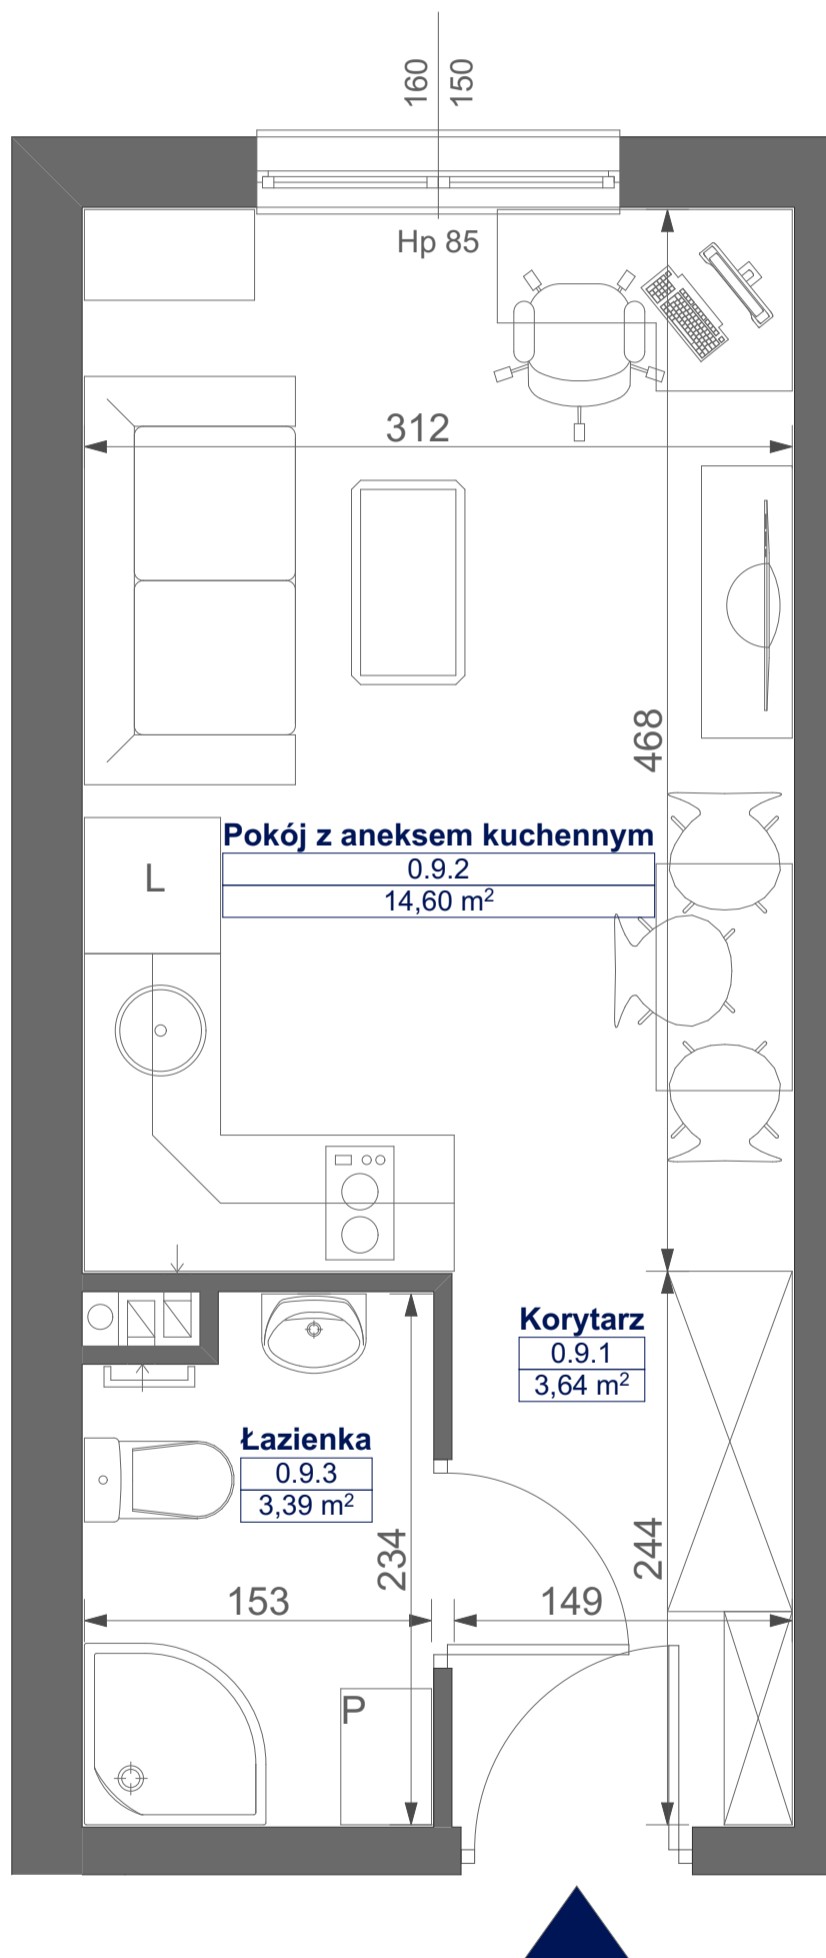 160
150
Hp 85
312
468
Pokój z aneksem kuchennym
0.9.2
14,60 m²
L
Korytarz
0.9.1
3,64 m²
Łazienka
0.9.3
3,39 m²
234
244
153
149
P